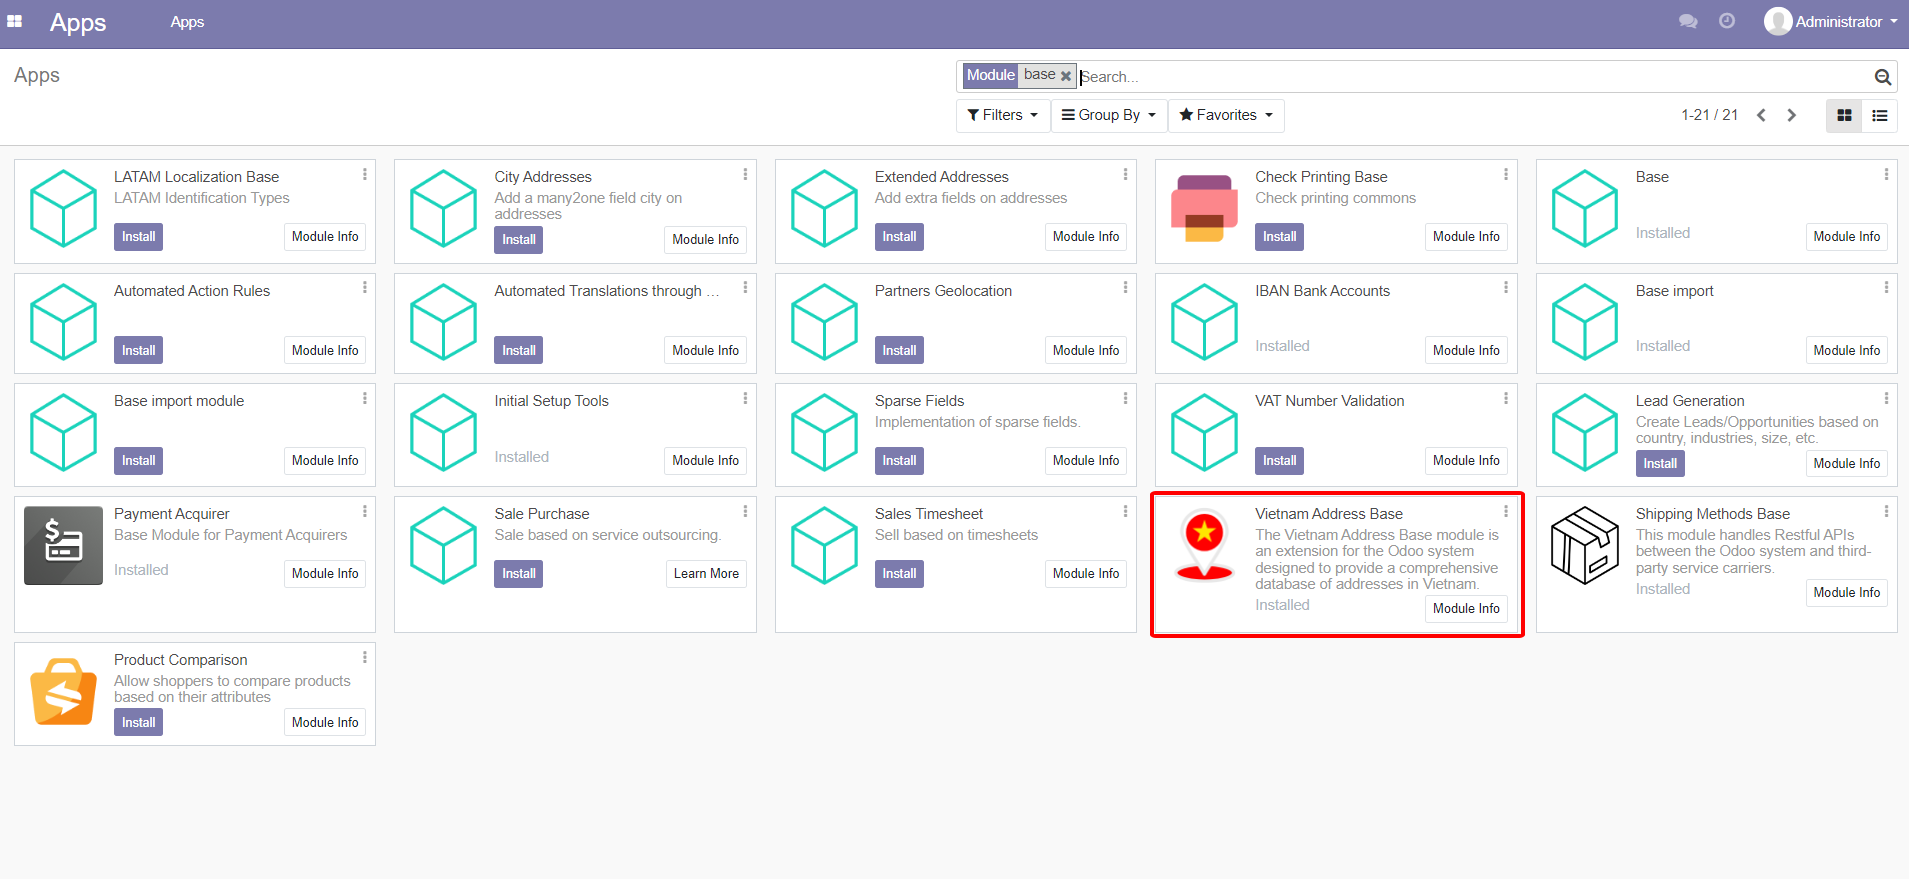 Apps
Apps
Administrator
Apps
Module base
Search...
Filters
Group By
Favorites
1-21 / 21
LATAM Localization Base
LATAM Identification Types
Install
Module Info
City Addresses
Add a many2one field city on
addresses
Install
Module Info
Extended Addresses
Add extra fields on addresses
Install
Module Info
Check Printing Base
Check printing commons
Install
Module Info
Base
Installed
Module Info
Automated Action Rules
Install
Module Info
Automated Translations through ...
Install
Module Info
Partners Geolocation
Install
Module Info
IBAN Bank Accounts
Installed
Module Info
Base import
Installed
Module Info
Base import module
Install
Module Info
Initial Setup Tools
Installed
Module Info
Sparse Fields
Implementation of sparse fields.
Install
Module Info
VAT Number Validation
Install
Module Info
Lead Generation
Create Leads/Opportunities based on
country, industries, size, etc.
Install
Module Info
Payment Acquirer
Base Module for Payment Acquirers
Installed
Module Info
Sale Purchase
Sale based on service outsourcing.
Install
Learn More
Sales Timesheet
Sell based on timesheets
Install
Module Info
Vietnam Address Base
The Vietnam Address Base module is
an extension for the Odoo system
designed to provide a comprehensive
database of addresses in Vietnam.
Installed
Module Info
Shipping Methods Base
This module handles Restful APIs
between the Odoo system and third-
party service carriers.
Installed
Module Info
Product Comparison
Allow shoppers to compare products
based on their attributes
Install
Module Info